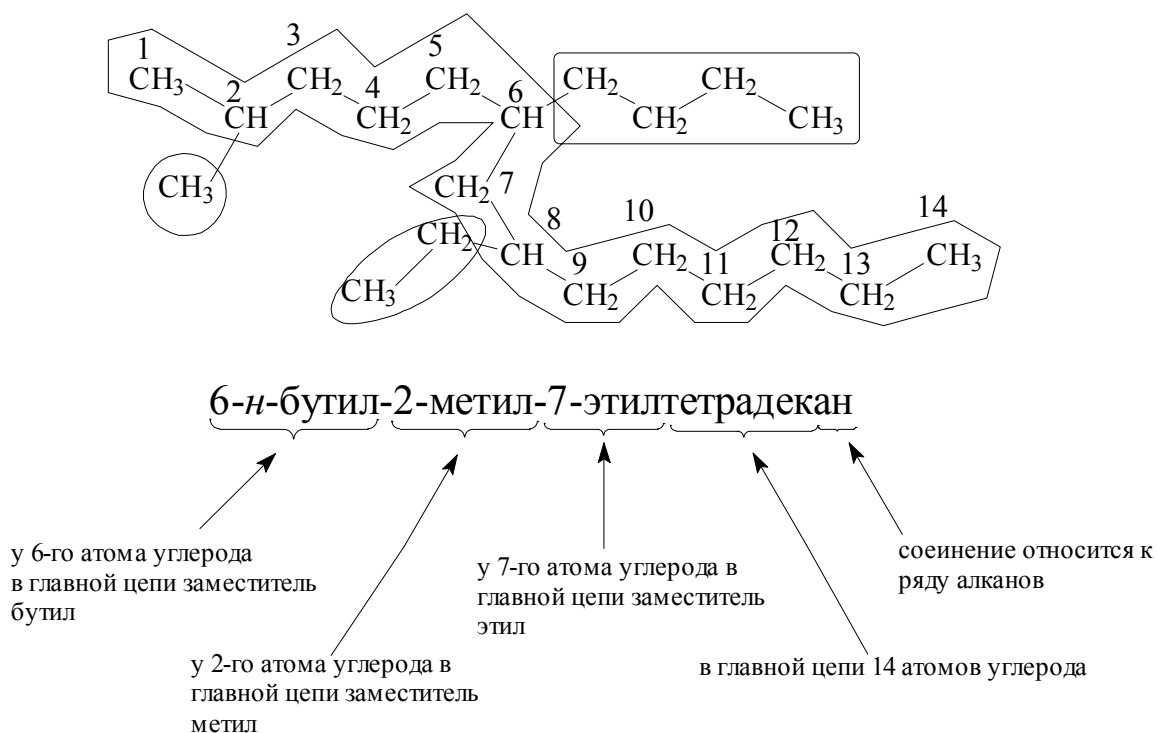 1 3 5
CH3 2 CH2 4 CH2 6 CH2 CH2
CH CH2 CH CH2 CH3
CH3 CH2 7
8 10 12 14
CH2 CH 9 CH2 11 CH2 13 CH3
CH3 CH2 CH2 CH2
6-н-бутил-2-метил-7-этилтетрадекан
у 6-го атома углерода
в главной цепи заместитель
бутил
у 2-го атома углерода в
главной цепи заместитель
метил
у 7-го атома углерода в
главной цепи заместитель
этил
в главной цепи 14 атомов углерода
соеинение относится к
ряду алканов